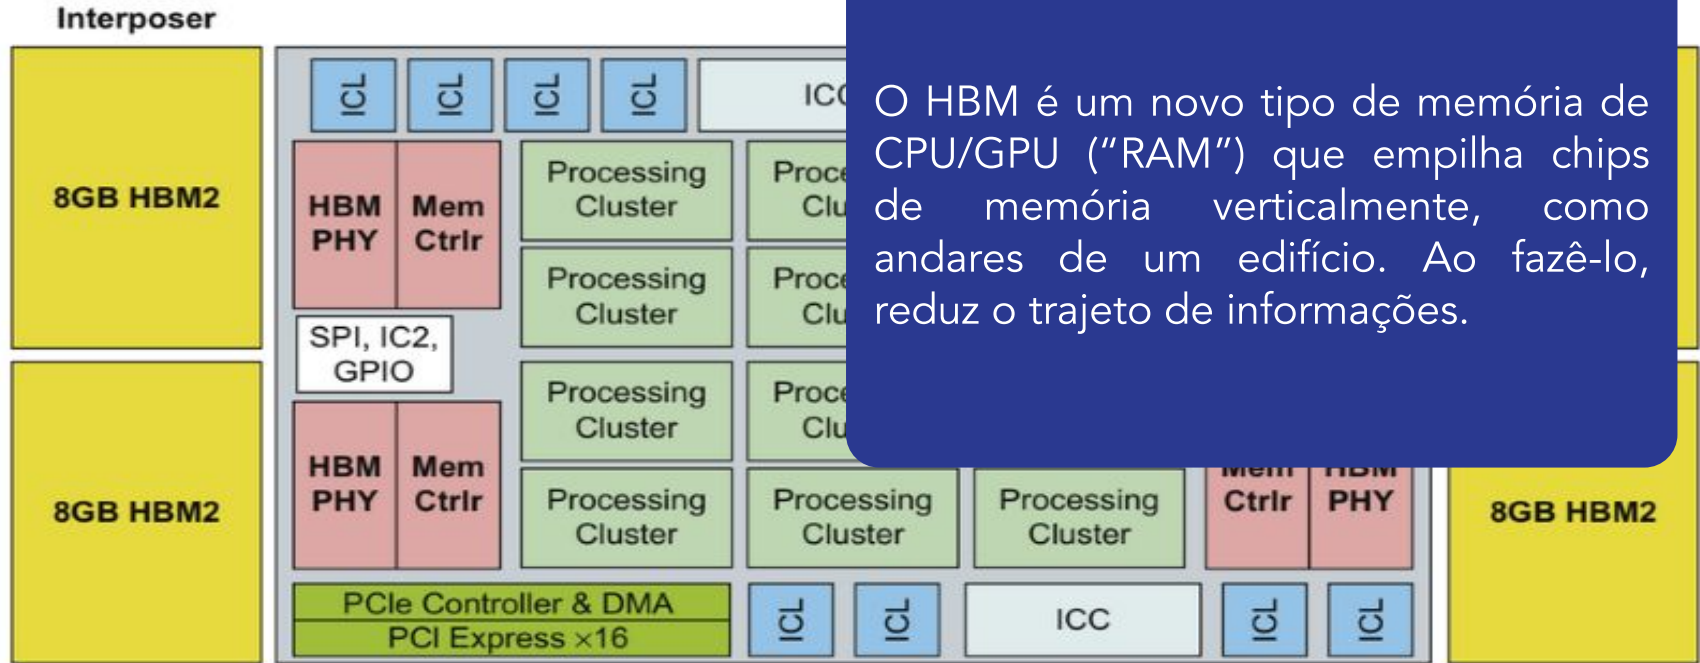 Interposer
ICL ICL ICL ICL
O HBM é um novo tipo de memória de
CPU/GPU (“RAM”) que empilha chips
de memória verticalmente, como
andares de um edifício. Ao fazê-lo,
reduz o trajeto de informações.
8GB HBM2
HBM
PHY
Mem
Ctrlr
Processing
Cluster
Processing
Cluster
SPI, IC2,
GPIO
Processing
Cluster
8GB HBM2
HBM
PHY
Mem
Ctrlr
Processing
Cluster
Processing
Cluster
Processing
Cluster
Mem
Ctrlr
HBM
PHY
8GB HBM2
PCIe Controller & DMA
PCI Express ×16
ICL ICL
ICC
ICL ICL